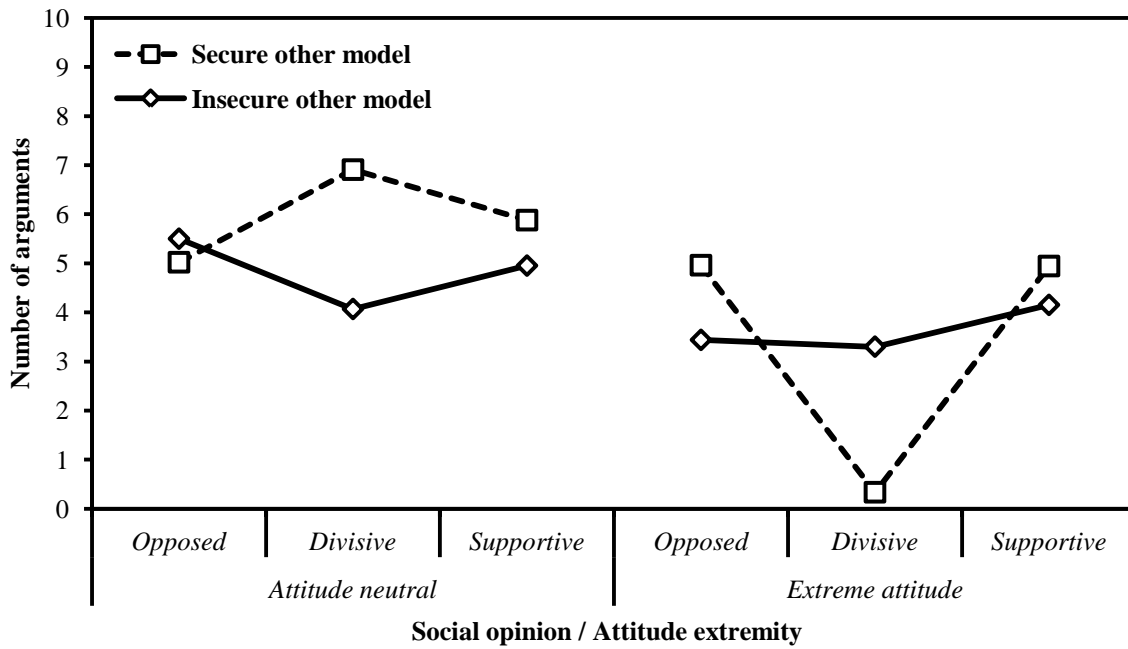 10
9
8
7
6
5
4
3
2
1
0
Number of arguments
Secure other model
Insecure other model
Opposed Divisive Supportive Opposed Divisive Supportive
Attitude neutral Extreme attitude
Social opinion / Attitude extremity